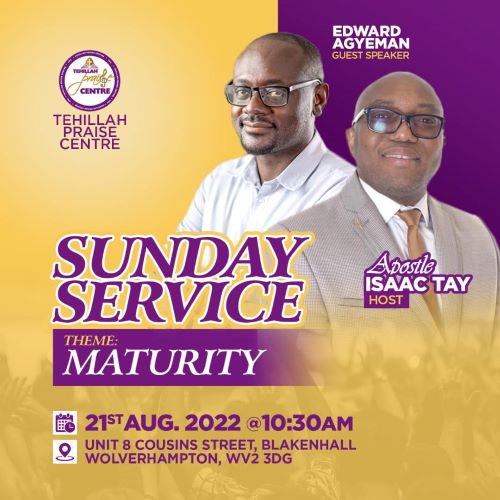 TEHILLAH
praise
CENTRE
TEHILLAH
PRAISE
CENTRE
EDWARD
AGYEMAN
GUEST SPEAKER
SUNDAY
SERVICE
THEME:
MATURITY
Apostle
ISAAC TAY
HOST
21ST AUG. 2022 @10:30AM
UNIT 8 COUSINS STREET, BLAKENHALL
WOLVERHAMPTON, WV2 3DG